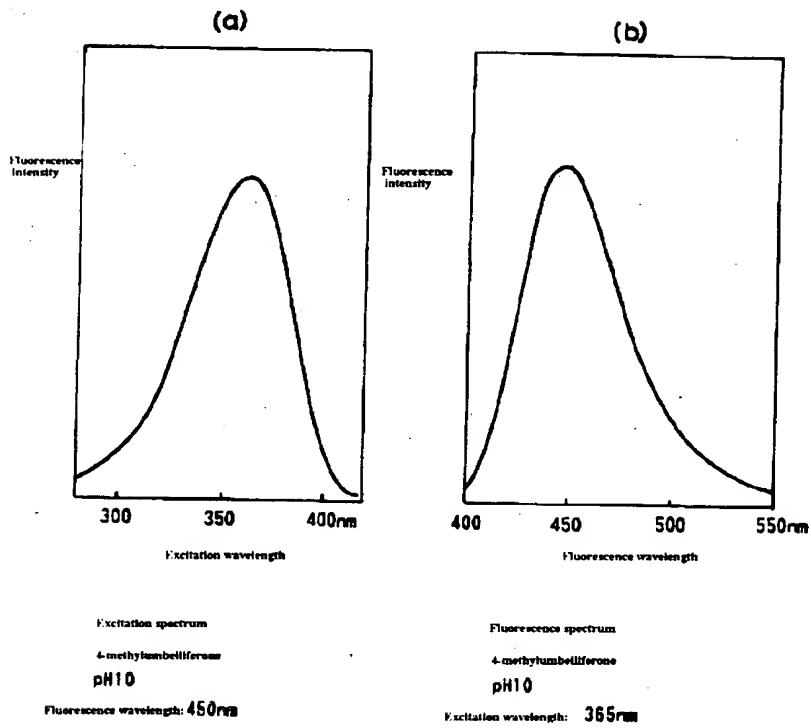 (a)
(b)
Fluorescence
intensity
Fluorescence
intensity
300 350 400nm
400 450 500 550nm
Excitation wavelength
Fluorescence wavelength
Excitation spectrum
4-methylumbelliferone
pH10
Fluorescence wavelength: 450nm
Fluorescence spectrum
4-methylumbelliferone
pH10
Excitation wavelength: 365nm